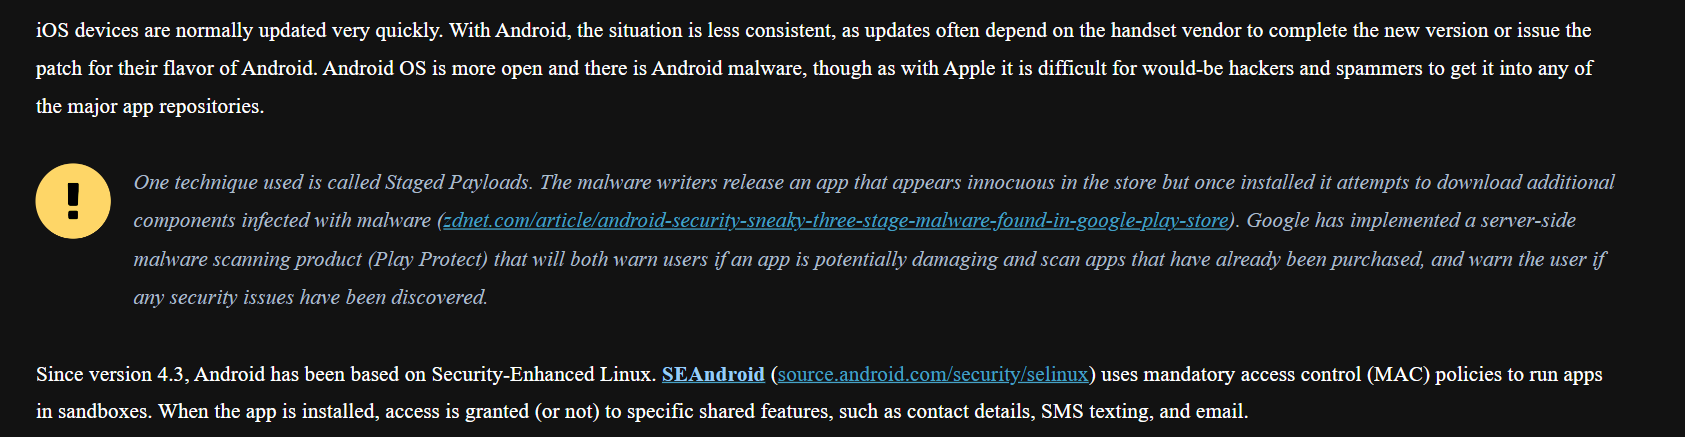 iOS devices are normally updated very quickly. With Android, the situation is less consistent, as updates often depend on the handset vendor to complete the new version or issue the
patch for their flavor of Android. Android OS is more open and there is Android malware, though as with Apple it is difficult for would-be hackers and spammers to get it into any of
the major app repositories.
One technique used is called Staged Payloads. The malware writers release an app that appears innocuous in the store but once installed it attempts to download additional
components infected with malware (zdnet.com/article/android-security-sneaky-three-stage-malware-found-in-google-play-store). Google has implemented a server-side
malware scanning product (Play Protect) that will both warn users if an app is potentially damaging and scan apps that have already been purchased, and warn the user if
any security issues have been discovered.
Since version 4.3, Android has been based on Security-Enhanced Linux. SEAndroid (source.android.com/security/selinux) uses mandatory access control (MAC) policies to run apps
in sandboxes. When the app is installed, access is granted (or not) to specific shared features, such as contact details, SMS texting, and email.